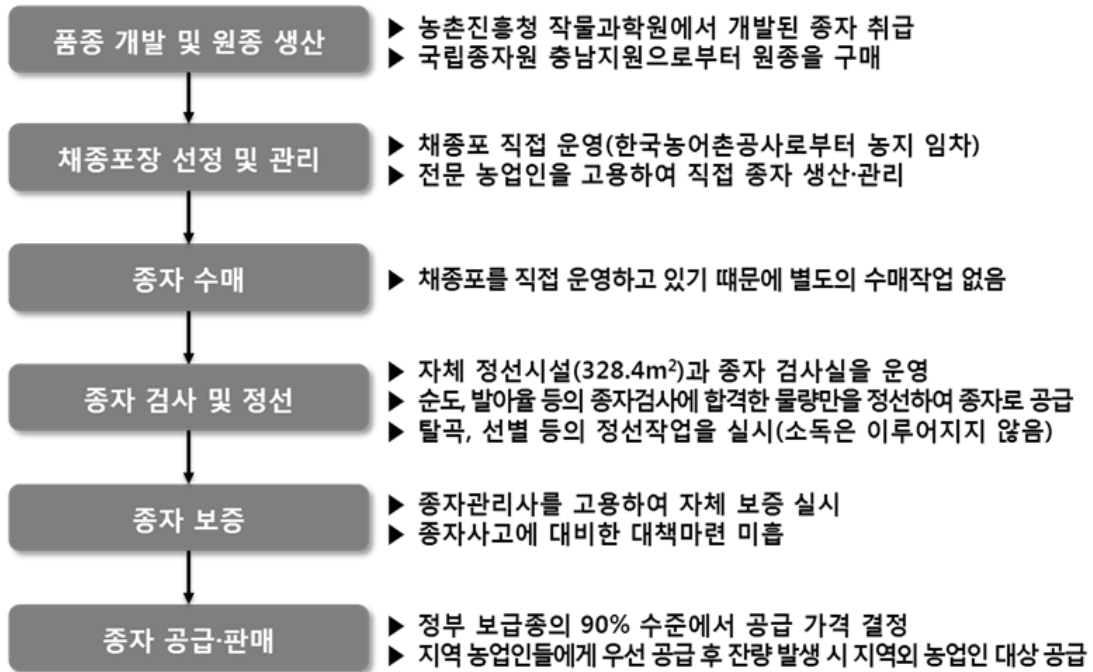 품종 개발 및 원종 생산
▶ 농촌진흥청 작물과학원에서 개발된 종자 취급
▶ 국립종자원 충남지원으로부터 원종을 구매
채종포장 선정 및 관리
▶ 채종포 직접 운영(한국농어촌공사로부터 농지 임차)
▶ 전문 농업인을 고용하여 직접 종자 생산·관리
종자 수매
▶ 채종포를 직접 운영하고 있기 떄문에 별도의 수매작업 없음
종자 검사 및 정선
▶ 자체 정선시설(328.4m²)과 종자 검사실을 운영
▶ 순도, 발아율 등의 종자검사에 합격한 물량만을 정선하여 종자로 공급
▶ 탈곡, 선별 등의 정선작업을 실시(소독은 이루어지지 않음)
종자 보증
▶ 종자관리사를 고용하여 자체 보증 실시
▶ 종자사고에 대비한 대책마련 미흡
종자 공급·판매
▶ 정부 보급종의 90% 수준에서 공급 가격 결정
▶ 지역 농업인들에게 우선 공급 후 잔량 발생 시 지역외 농업인 대상 공급